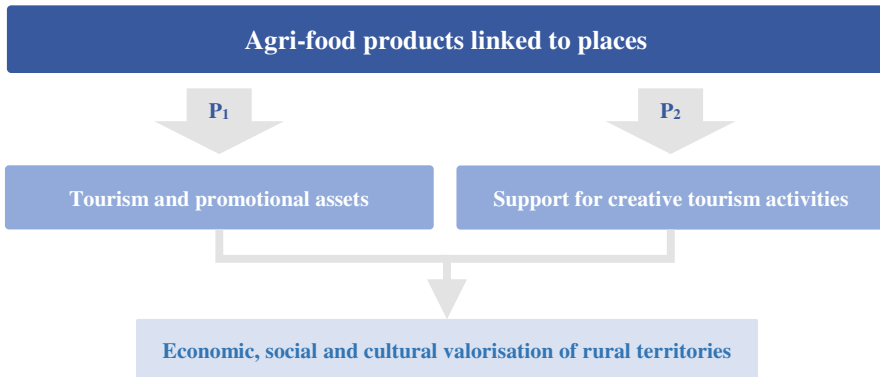 Agri-food products linked to places
P₁
P₂
Tourism and promotional assets
Support for creative tourism activities
Economic, social and cultural valorisation of rural territories